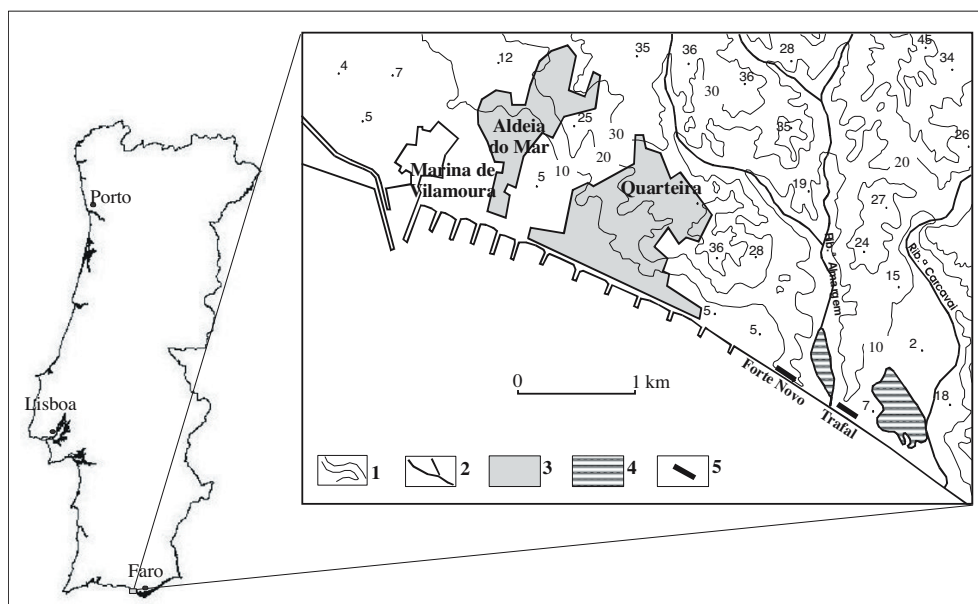 Porto
Lisboa
Faro
4
7
5
12
35
36
28
45
34
36
30
25
30
35
26
Aldeia
do Mar
20
20
10
Marina de
Vilamoura
5
Quarteira
19
27
36
28
24
15
Rib.ª Almargem
Rib.ª Carcavai
5
5
10
2
0
1 km
Forte Novo
Trafal
7
18
1
2
3
4
5